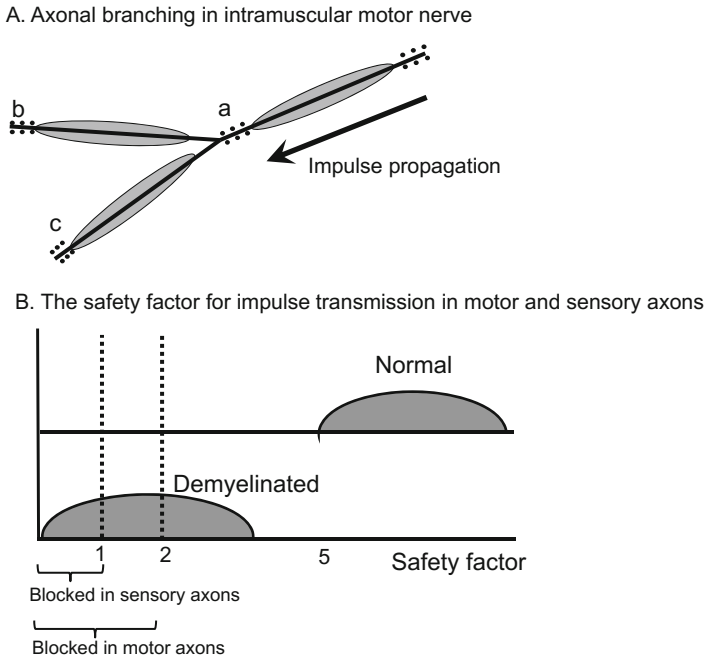 A. Axonal branching in intramuscular motor nerve
b
a
Impulse propagation
c
B. The safety factor for impulse transmission in motor and sensory axons
Normal
Demyelinated
1 2 5 Safety factor
Blocked in sensory axons
Blocked in motor axons